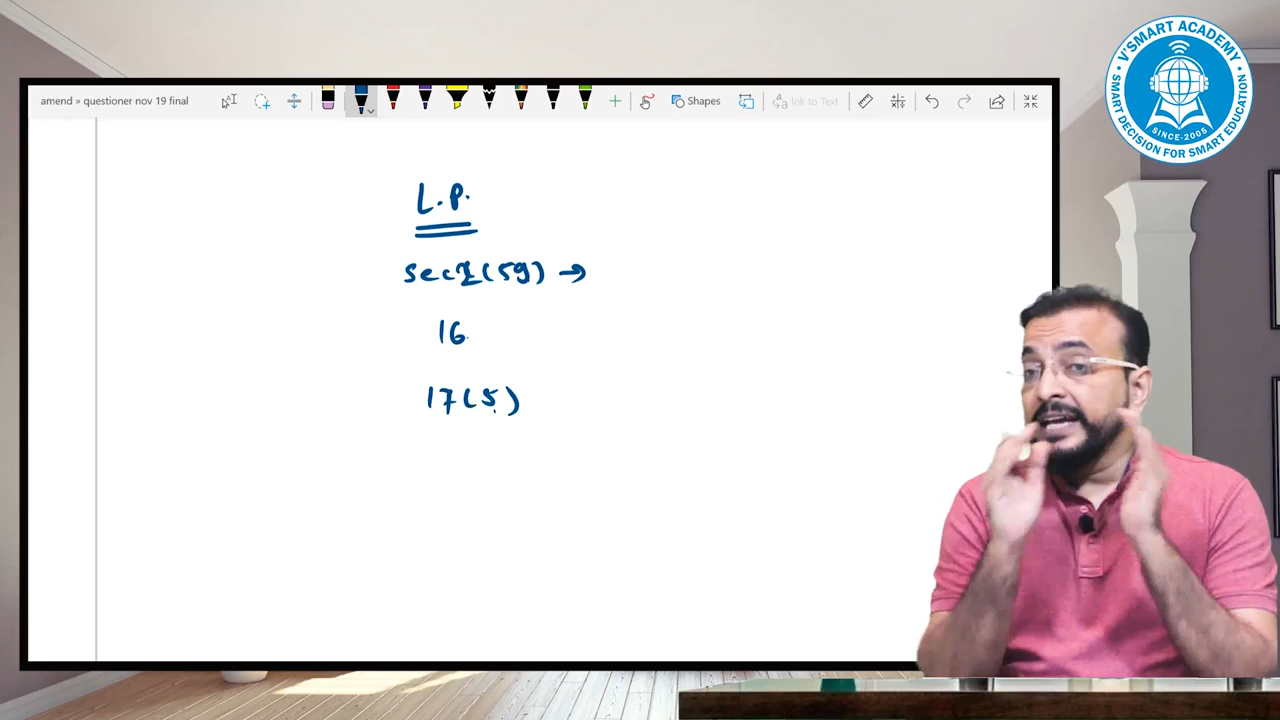 amend » questioner nov 19 final
Shapes
Ink to Text
V'SMART ACADEMY
SINCE-2005
SMART DECISION FOR SMART EDUCATION
L.P.
sec2(59) →
16
17(5)